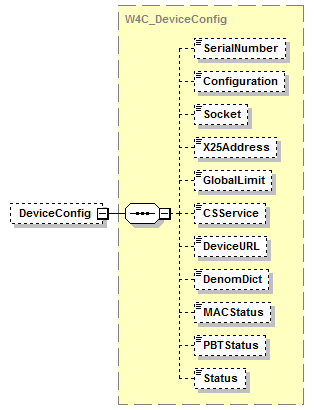 W4C_DeviceConfig
SerialNumber
Configuration
Socket
X25Address
GlobalLimit
DeviceConfig
CSService
DeviceURL
DenomDict
MACStatus
PBTStatus
Status